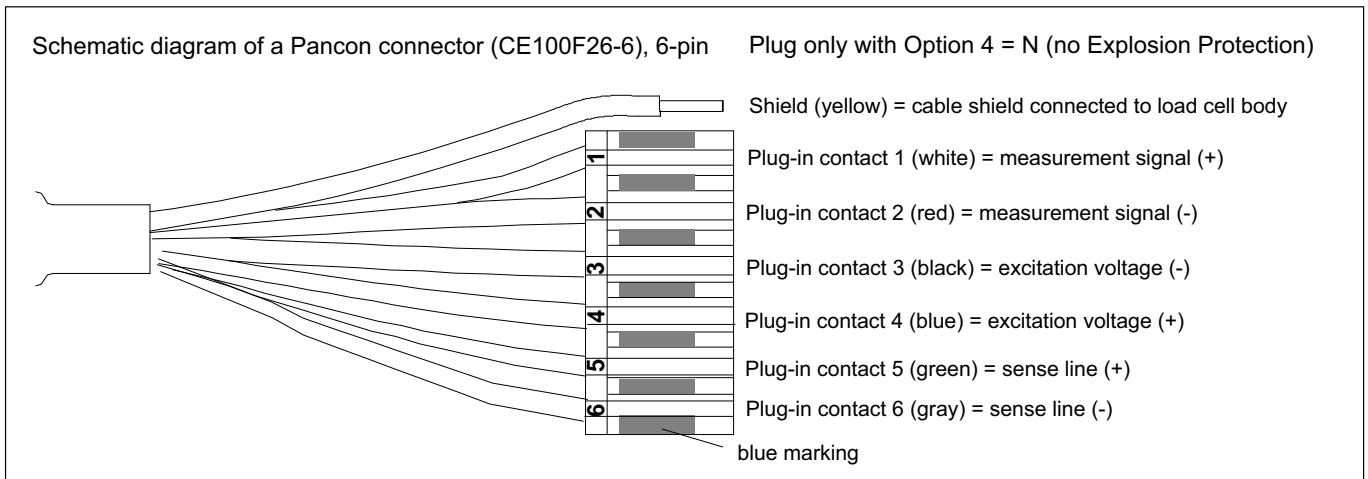 Schematic diagram of a Pancon connector (CE100F26-6), 6-pin
Plug only with Option 4 = N (no Explosion Protection)
Shield (yellow) = cable shield connected to load cell body
1
Plug-in contact 1 (white) = measurement signal (+)
2
Plug-in contact 2 (red) = measurement signal (-)
3
Plug-in contact 3 (black) = excitation voltage (-)
4
Plug-in contact 4 (blue) = excitation voltage (+)
5
Plug-in contact 5 (green) = sense line (+)
6
Plug-in contact 6 (gray) = sense line (-)
blue marking